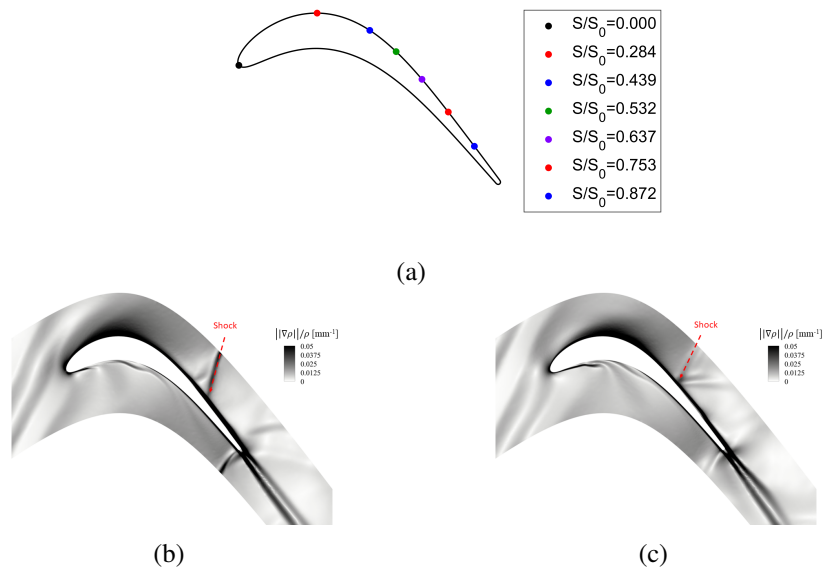 S/S0=0.000
S/S0=0.284
S/S0=0.439
S/S0=0.532
S/S0=0.637
S/S0=0.753
S/S0=0.872
(a)
Shock
||∇ρ||/ρ [mm⁻¹]
0.05
0.0375
0.025
0.0125
0
(b)
Shock
||∇ρ||/ρ [mm⁻¹]
0.05
0.0375
0.025
0.0125
0
(c)